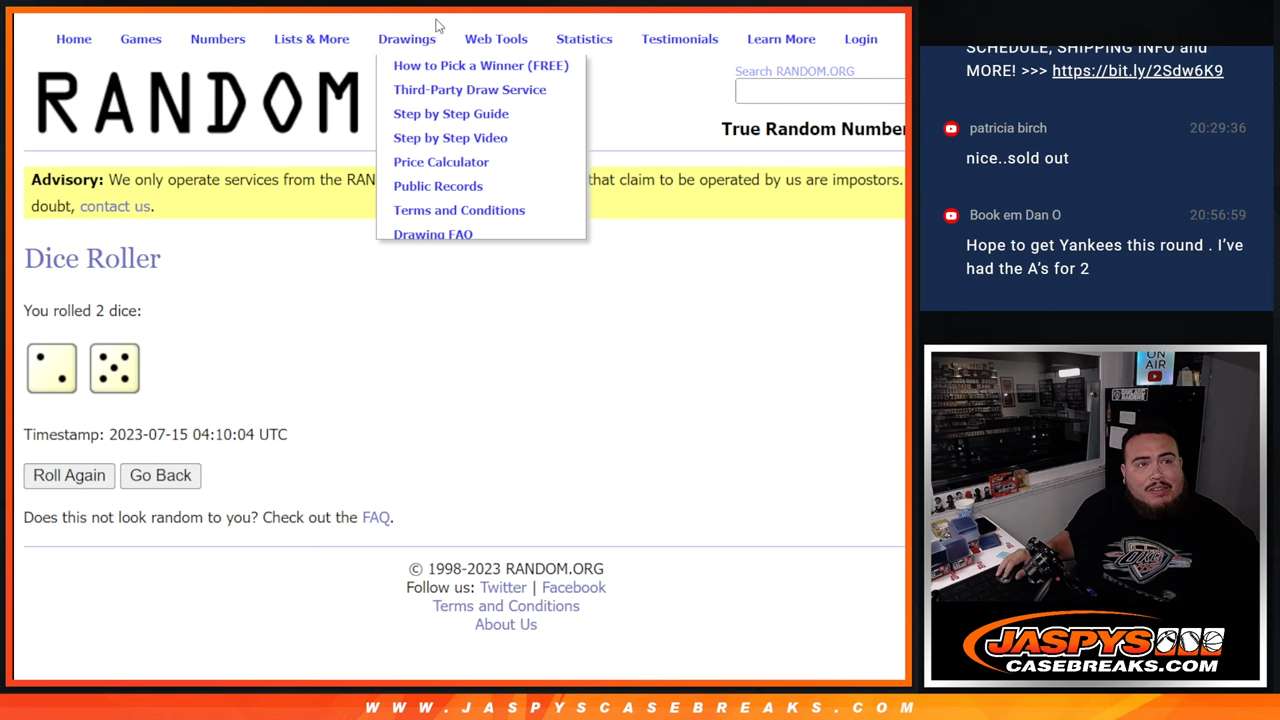 Home Games Numbers Lists & More Drawings Web Tools Statistics Testimonials Learn More Login
RANDOM
How to Pick a Winner (FREE)
Third-Party Draw Service
Step by Step Guide
Step by Step Video
Price Calculator
Public Records
Terms and Conditions
Drawing FAQ
Search RANDOM.ORG
True Random Number
Advisory: We only operate services from the RAN
that claim to be operated by us are impostors.
doubt, contact us.
Dice Roller
You rolled 2 dice:
Timestamp: 2023-07-15 04:10:04 UTC
Roll Again Go Back
Does this not look random to you? Check out the FAQ.
© 1998-2023 RANDOM.ORG
Follow us: Twitter | Facebook
Terms and Conditions
About Us
SCHEDULE, SHIPPING INFO and
MORE! >>> https://bit.ly/2Sdw6K9
patricia birch 20:29:36
nice..sold out
Book em Dan O 20:56:59
Hope to get Yankees this round . I've
had the A's for 2
ON
AIR
OKC
JASPYS
CASEBREAKS.COM
WWW.JASPYSCASEBREAKS.COM